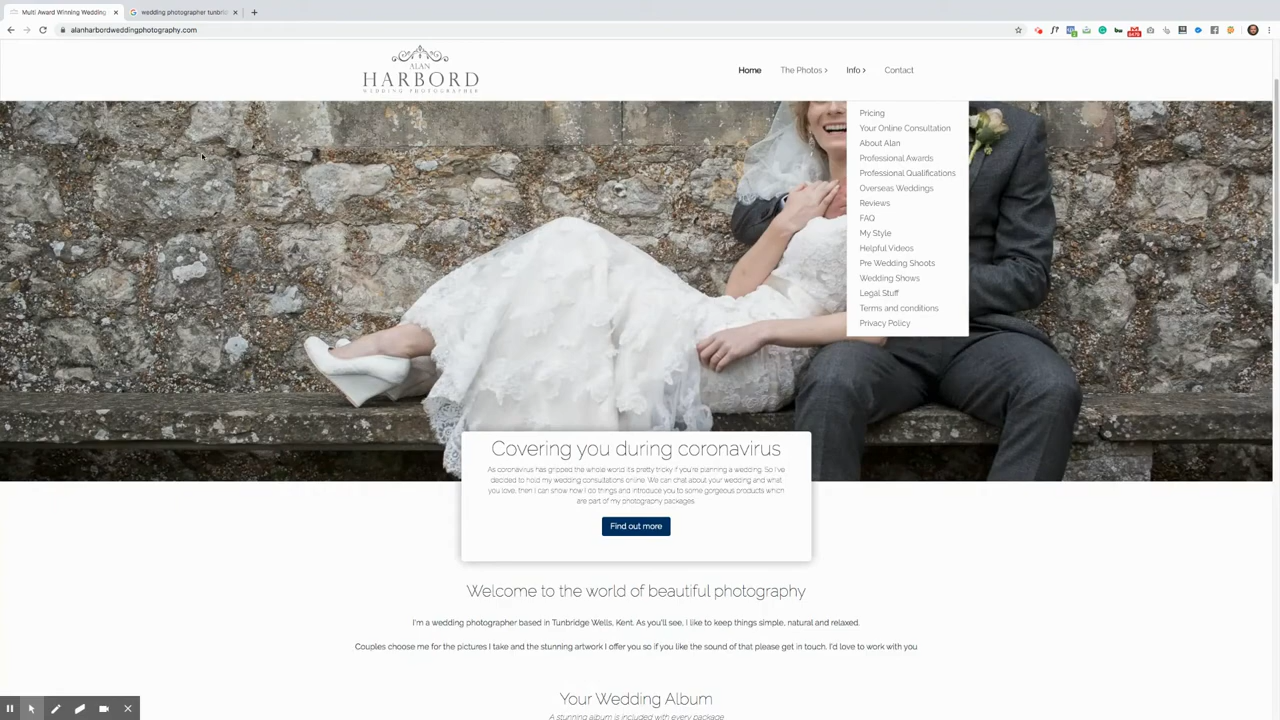 Multi Award Winning Wedding
wedding photographer tunbri
alanharbordweddingphotography.com
ALAN
HARBORD
WEDDING PHOTOGRAPHER
Home
The Photos >
Info >
Contact
Pricing
Your Online Consultation
About Alan
Professional Awards
Professional Qualifications
Overseas Weddings
Reviews
FAQ
My Style
Helpful Videos
Pre Wedding Shoots
Wedding Shows
Legal Stuff
Terms and conditions
Privacy Policy
Covering you during coronavirus
As coronavirus has gripped the whole world it's pretty tricky if you're planning a wedding. So I've
decided to hold my wedding consultations online. We can chat about your wedding and what
you love, then I can show how I do things and introduce you to some gorgeous products which
are part of my photography packages.
Find out more
Welcome to the world of beautiful photography
I'm a wedding photographer based in Tunbridge Wells, Kent. As you'll see, I like to keep things simple, natural and relaxed.
Couples choose me for the pictures I take and the stunning artwork I offer you so if you like the sound of that please get in touch. I'd love to work with you
Your Wedding Album
A stunning album is included with every package